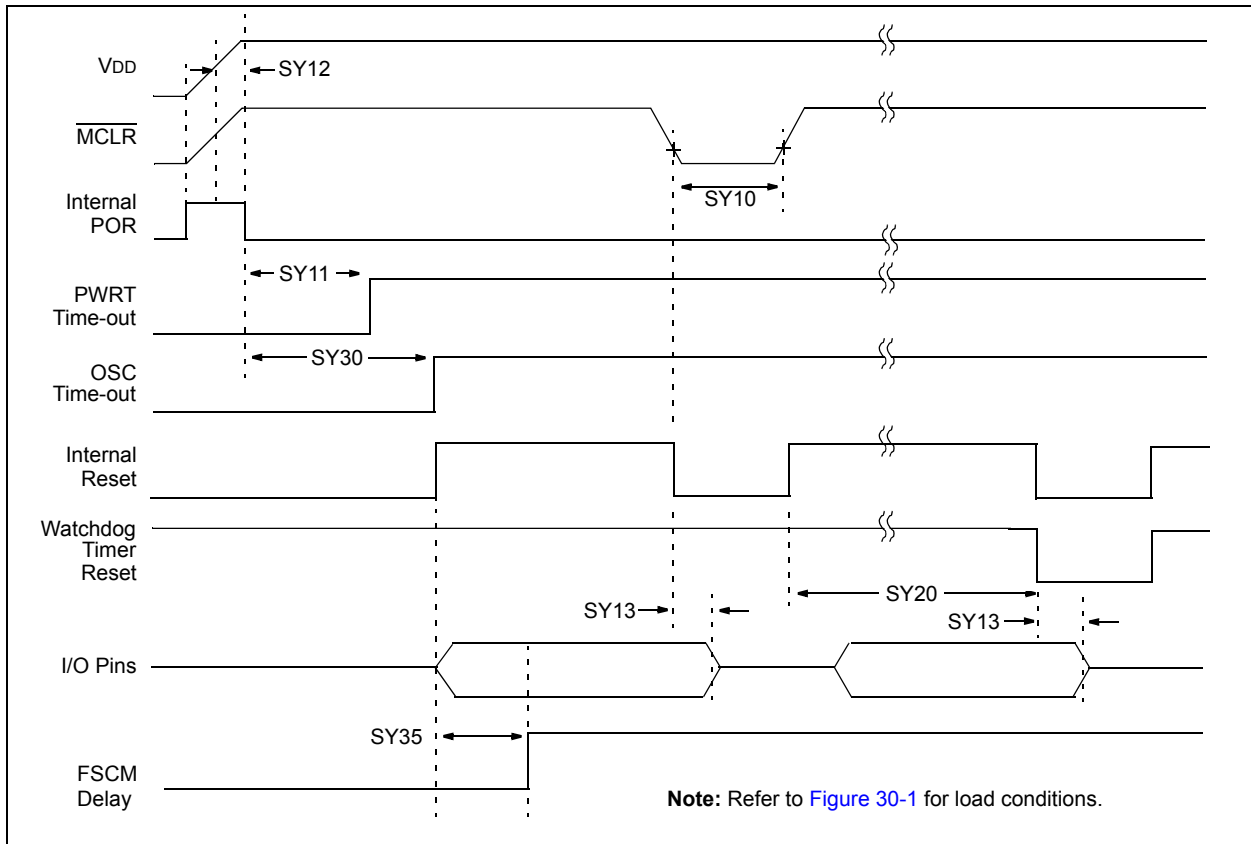 VDD
SY12
MCLR
SY10
Internal
POR
SY11
PWRT
Time-out
SY30
OSC
Time-out
Internal
Reset
Watchdog
Timer
Reset
SY20
SY13
SY13
I/O Pins
SY35
FSCM
Delay
Note: Refer to Figure 30-1 for load conditions.